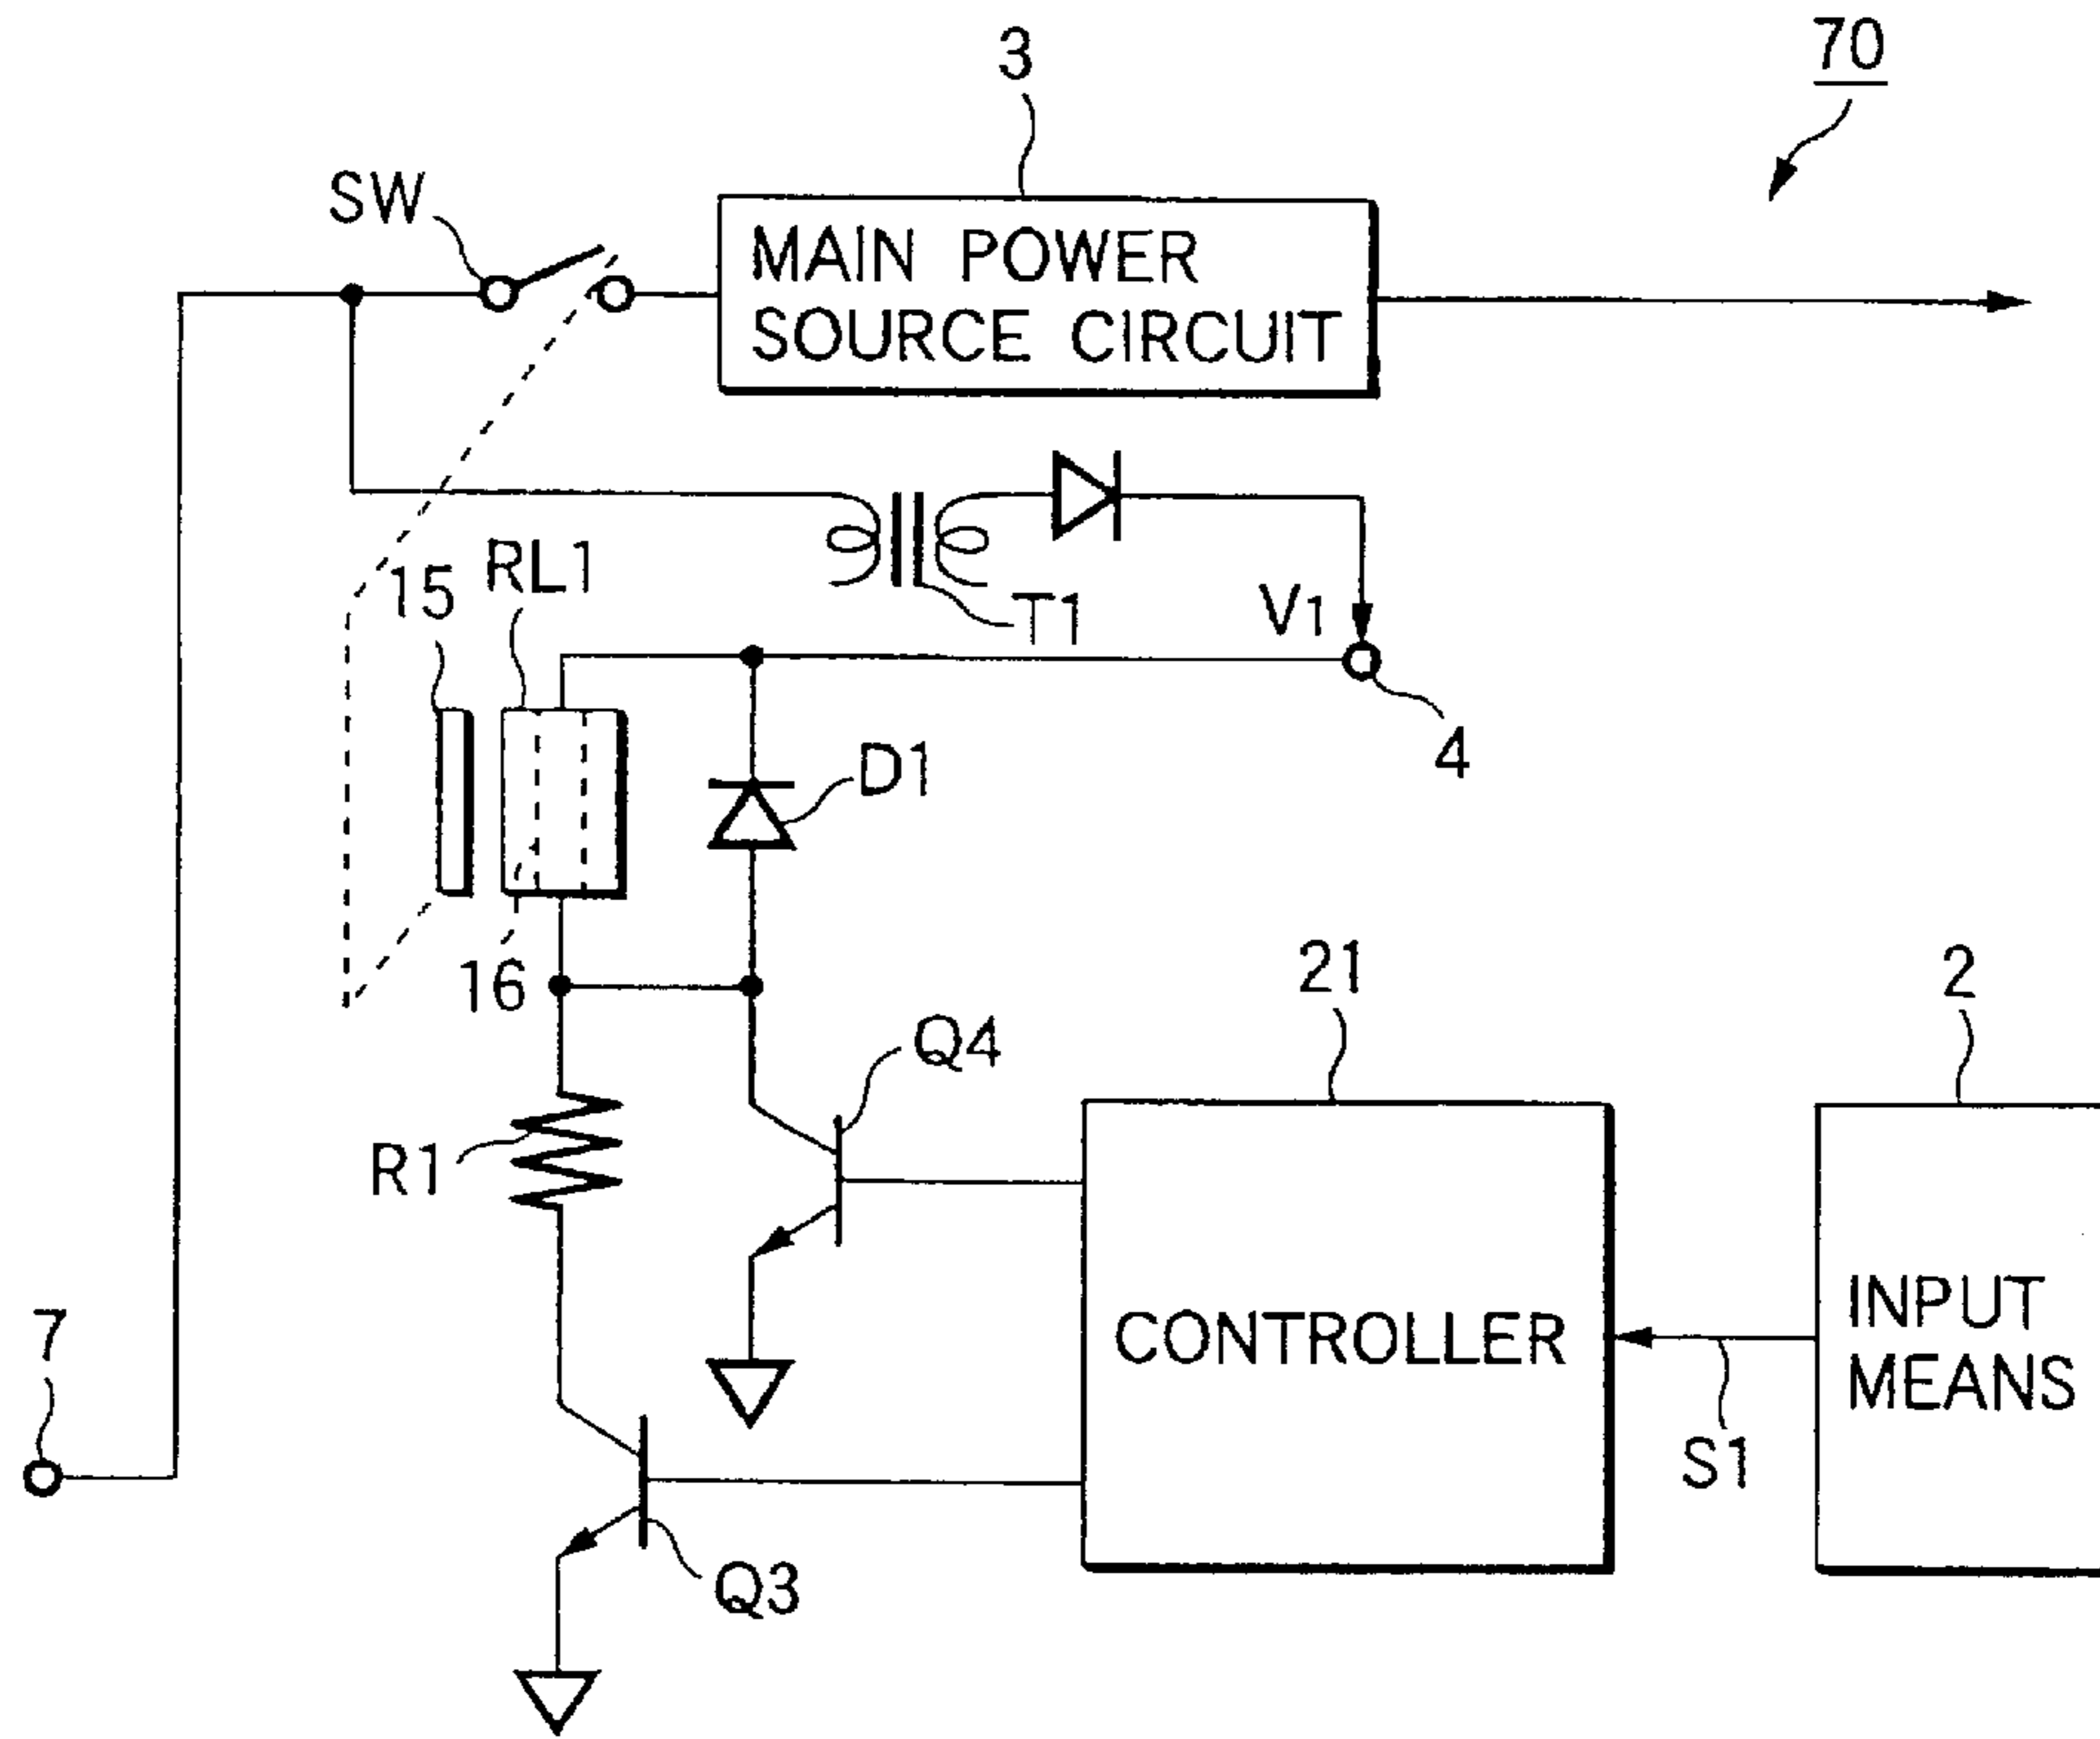 3
70
SW
MAIN POWER
SOURCE CIRCUIT
15
RL1
T1
V1
4
D1
16
21
2
Q4
R1
7
CONTROLLER
INPUT
MEANS
S1
Q3